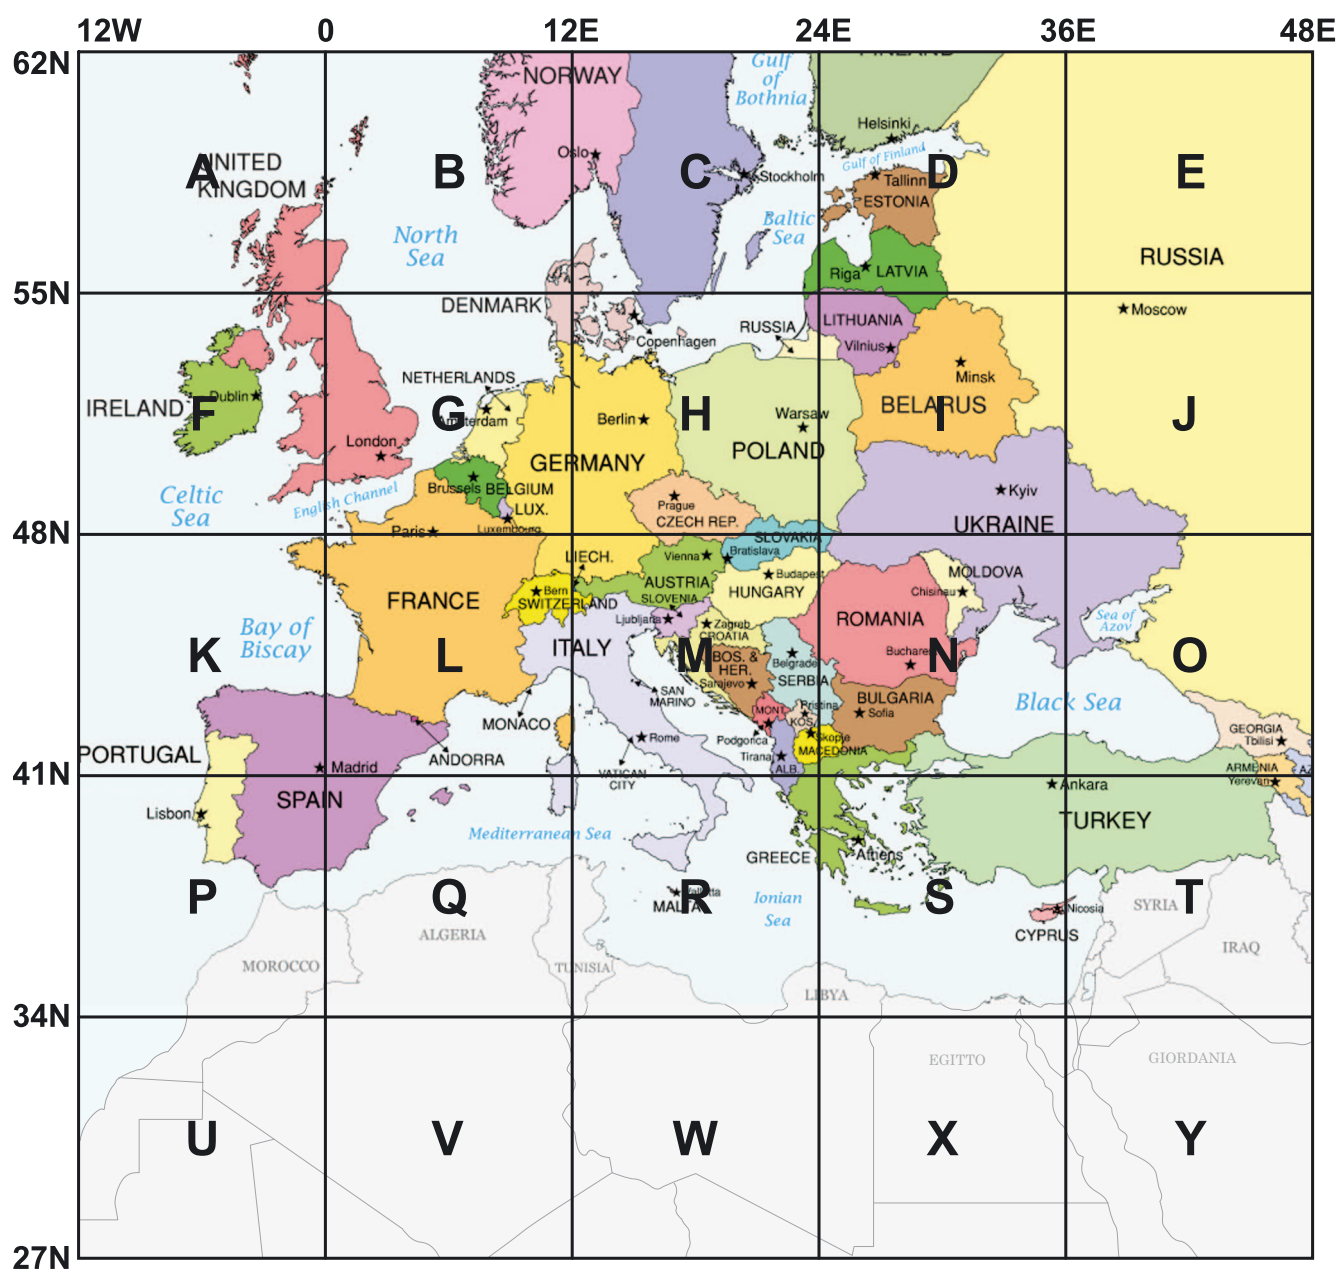 12W 0 12E 24E 36E 48E
62N
NORWAY
Gulf
of
Bothnia
FINLAND
Helsinki
Oslo
A B C D E
UNITED
KINGDOM
Stockholm
Gulf of Finland
Tallinn
ESTONIA
North
Sea
Baltic
Sea
RUSSIA
Riga LATVIA
55N
DENMARK
Moscow
LITHUANIA
RUSSIA
Copenhagen
Vilnius
Minsk
NETHERLANDS
IRELAND
Dublin
F G H I J
Amsterdam
Berlin
Warsaw
BELARUS
London
POLAND
GERMANY
Celtic
Sea
English Channel
Brussels BELGIUM
LUX.
Luxembourg
Prague
CZECH REP.
Kyiv
UKRAINE
Paris
48N
SLOVAKIA
Bratislava
Vienna
LIECH.
Budapest
MOLDOVA
AUSTRIA
HUNGARY
Chisinau
Bern
SWITZERLAND
SLOVENIA
FRANCE
Ljubljana
Zagreb
CROATIA
ROMANIA
Sea of
Azov
Bay of
Biscay
K L M N O
ITALY
BOS. &
HER.
Sarajevo
Belgrade
SERBIA
Bucharest
SAN
MARINO
BULGARIA
Sofia
Black Sea
MONACO
MONT.
Pristina
KOS.
Podgorica
Skopje
MACEDONIA
GEORGIA
Tbilisi
PORTUGAL
ANDORRA
Rome
Tirana
ALB.
VATICAN
CITY
ARMENIA
AZ
Yerevan
41N
Madrid
SPAIN
Ankara
TURKEY
Lisbon
Mediterranean Sea
GREECE
Athens
P Q R S T
Valletta
MALTA
Ionian
Sea
Nicosia
CYPRUS
SYRIA
IRAQ
ALGERIA
MOROCCO
TUNISIA
LIBYA
34N
EGITTO
GIORDANIA
U V W X Y
27N